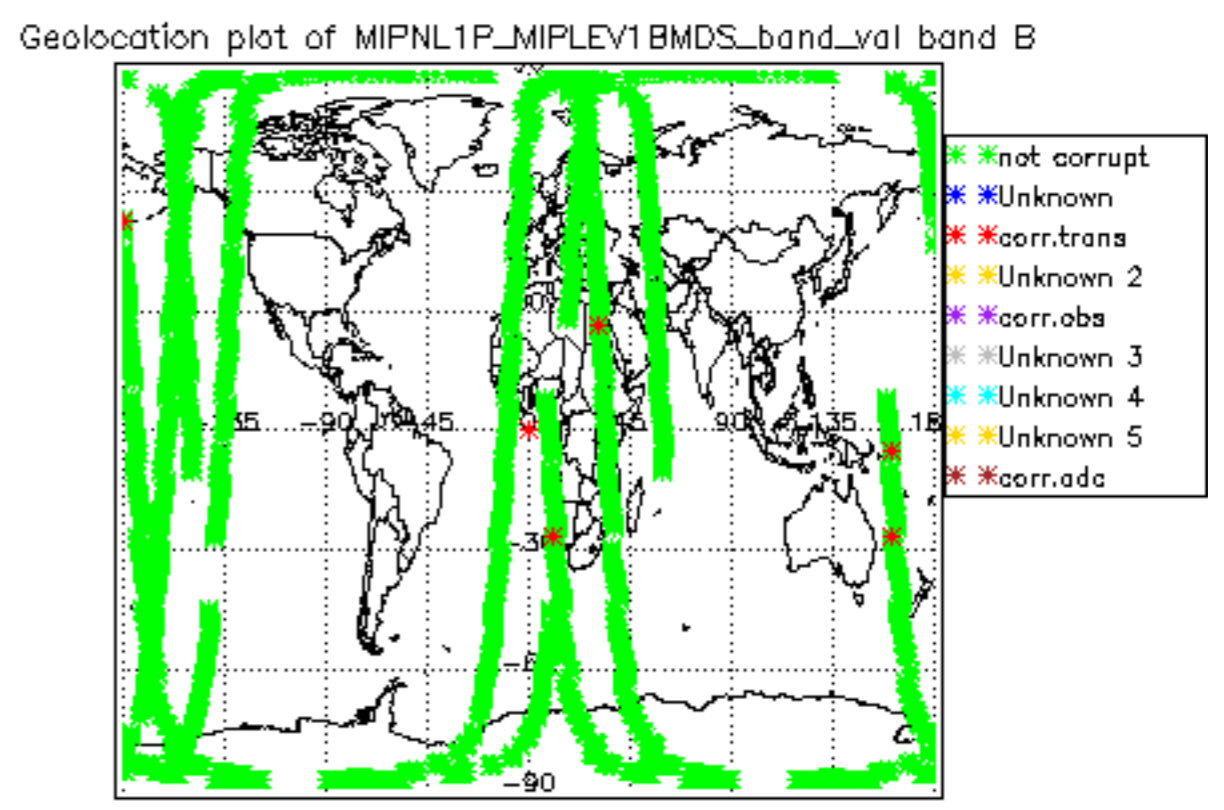 Geolocation plot of MIPNL1P_MIPLEV1BMDS_band_val band B
not corrupt
Unknown
corr.trans
Unknown 2
corr.obs
Unknown 3
Unknown 4
Unknown 5
corr.adc
-90
-45
90
135
-90